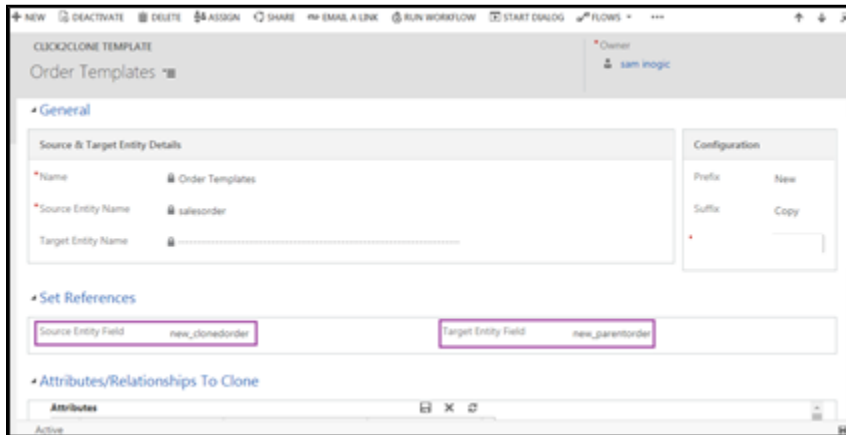 NEW DEACTIVATE DELETE ASSIGN SHARE EMAIL A LINK RUN WORKFLOW START DIALOG FLOWS ...
CLICK2CLONE TEMPLATE
Order Templates
*Owner
sam inogic
General
Source & Target Entity Details
Configuration
*Name Order Templates
Prefix New
*Source Entity Name salesorder
Suffix Copy
Target Entity Name --------------------------------------------------------------------------------
*
Set References
Source Entity Field new_clonedorder
Target Entity Field new_parentorder
Attributes/Relationships To Clone
Attributes
Active